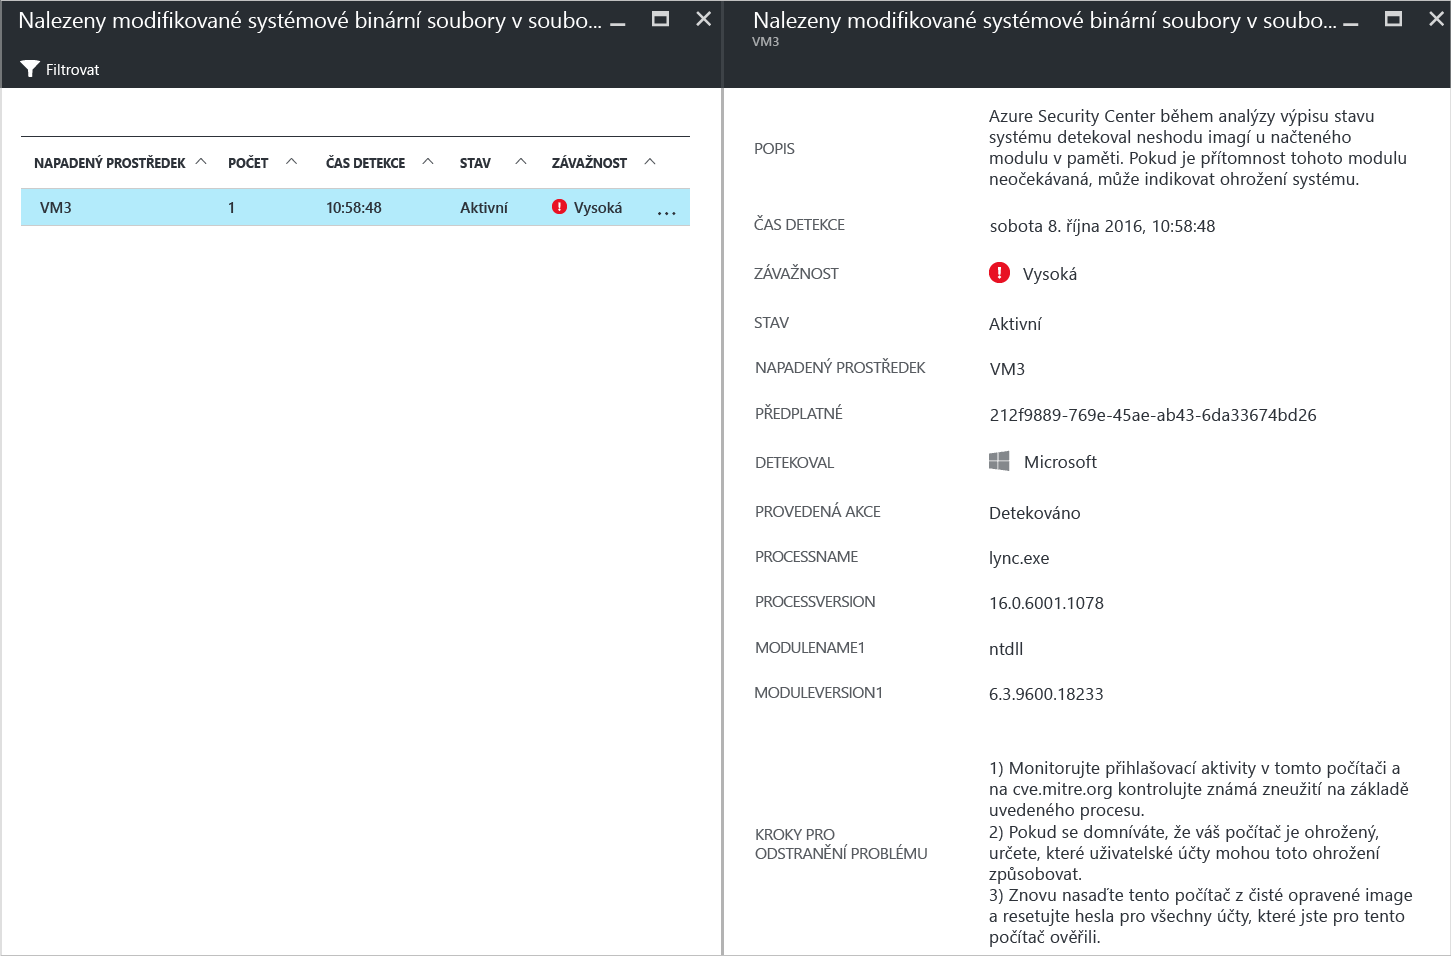 Nalezeny modifikované systémové binární soubory v soubo...
Filtrovat
NAPADENÝ PROSTŘEDEK POČET ČAS DETEKCE STAV ZÁVAŽNOST
VM3 1 10:58:48 Aktivní Vysoká ...
Nalezeny modifikované systémové binární soubory v soubo...
VM3
POPIS
Azure Security Center během analýzy výpisu stavu
systému detekoval neshodu imagí u načteného
modulu v paměti. Pokud je přítomnost tohoto modulu
neočekávaná, může indikovat ohrožení systému.
ČAS DETEKCE sobota 8. října 2016, 10:58:48
ZÁVAŽNOST Vysoká
STAV Aktivní
NAPADENÝ PROSTŘEDEK VM3
PŘEDPLATNÉ 212f9889-769e-45ae-ab43-6da33674bd26
DETEKOVAL Microsoft
PROVEDENÁ AKCE Detekováno
PROCESSNAME lync.exe
PROCESSVERSION 16.0.6001.1078
MODULENAME1 ntdll
MODULEVERSION1 6.3.9600.18233
KROKY PRO
ODSTRANĚNÍ PROBLÉMU
1) Monitorujte přihlašovací aktivity v tomto počítači a
na cve.mitre.org kontrolujte známá zneužití na základě
uvedeného procesu.
2) Pokud se domníváte, že váš počítač je ohrožený,
určete, které uživatelské účty mohou toto ohrožení
způsobovat.
3) Znovu nasaďte tento počítač z čisté opravené image
a resetujte hesla pro všechny účty, které jste pro tento
počítač ověřili.